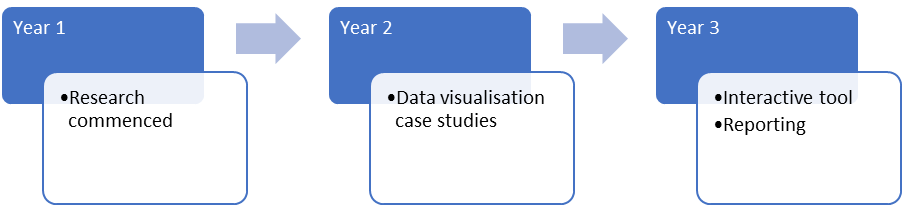 Year 1
•Research
commenced
Year 2
•Data visualisation
case studies
Year 3
•Interactive tool
•Reporting